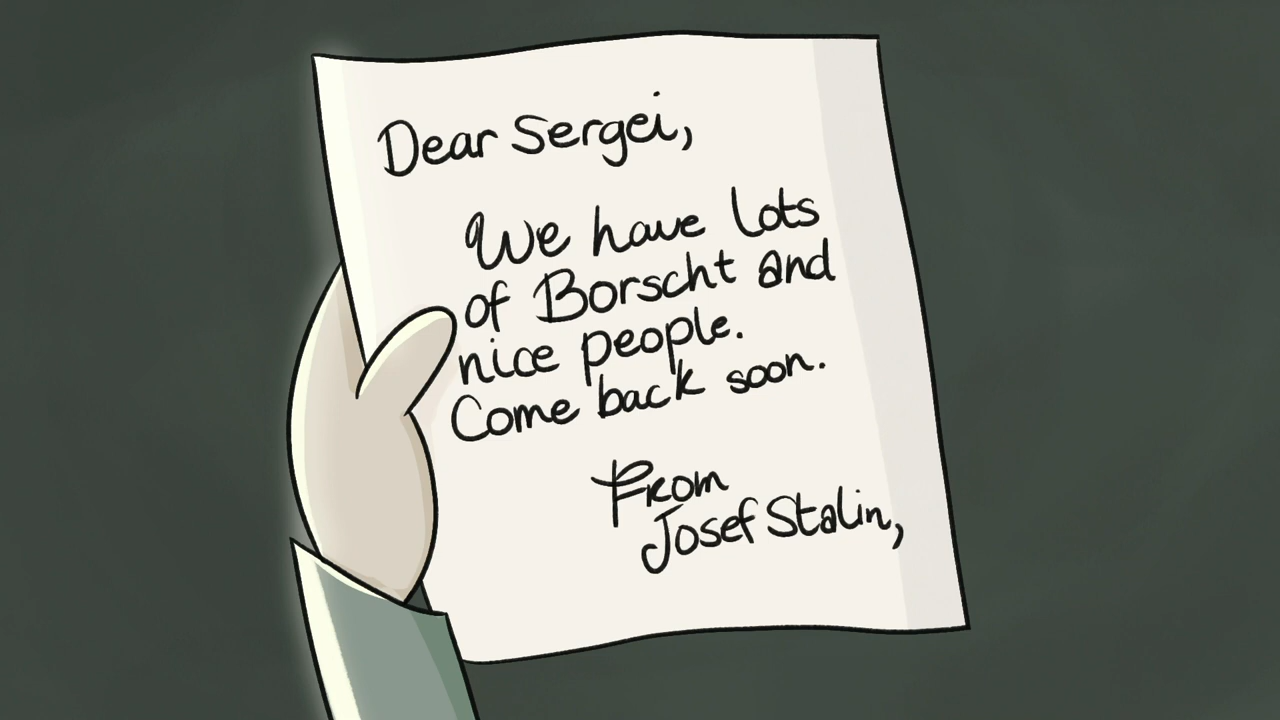 Dear Sergei,
We have lots
of Borscht and
nice people.
Come back soon.
From
Josef Stalin,